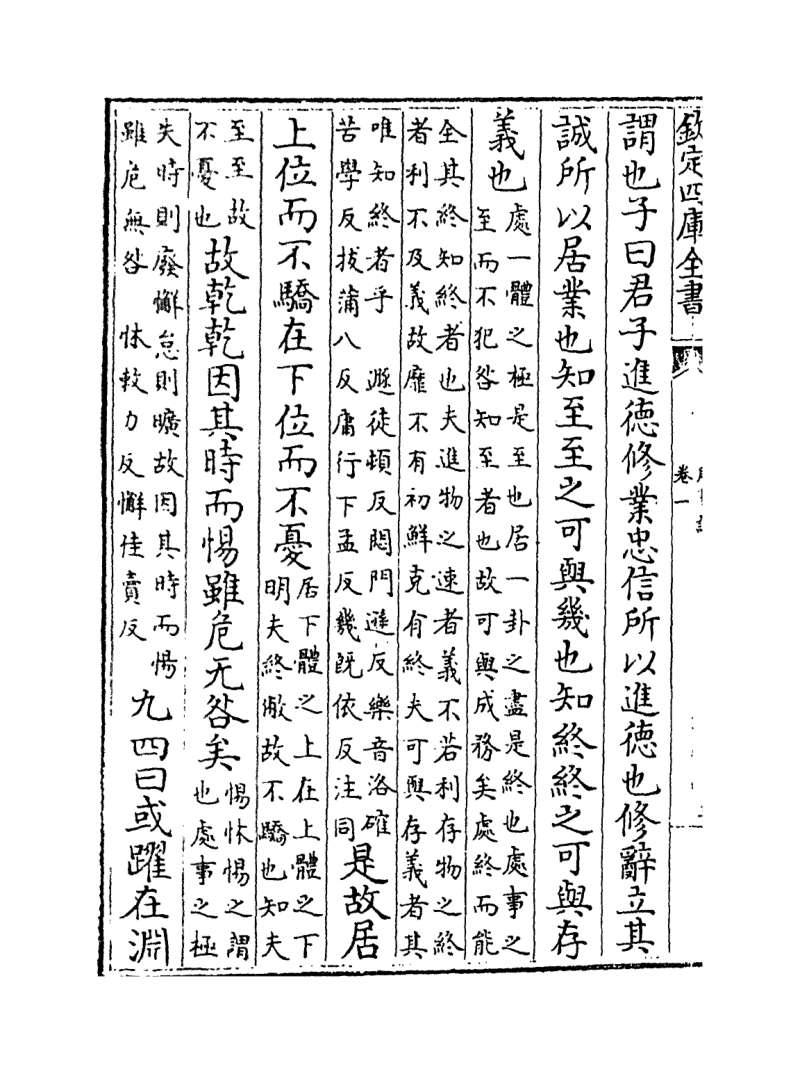 欽定四庫全書
卷一
謂也子曰君子進德修業忠信所以進德也修辭立其
誠所以居業也知至至之可與幾也知終終之可與存
義也
處一體之極是至也居一卦之盡是終也處事之
至而不犯咎知至者也故可與成務矣處終而能
全其終知終者也夫進物之速者義不若利存物之終
者利不及義故靡不有初鮮克有終夫可與存義者其
唯知終者乎　遯徒頓反悶門遜反樂音洛確
苦學反拔蒲八反庸行下孟反幾既依反注同
是故居
上位而不驕在下位而不憂
居下體之上在上體之下
明夫終敝故不驕也知夫
至至故
不憂也
故乾乾因其時而惕雖危无咎矣
惕怵惕之謂
也處事之極
失時則廢懈怠則曠故因其時而惕
雖危無咎　怵敕力反懈佳賣反
九四曰或躍在淵